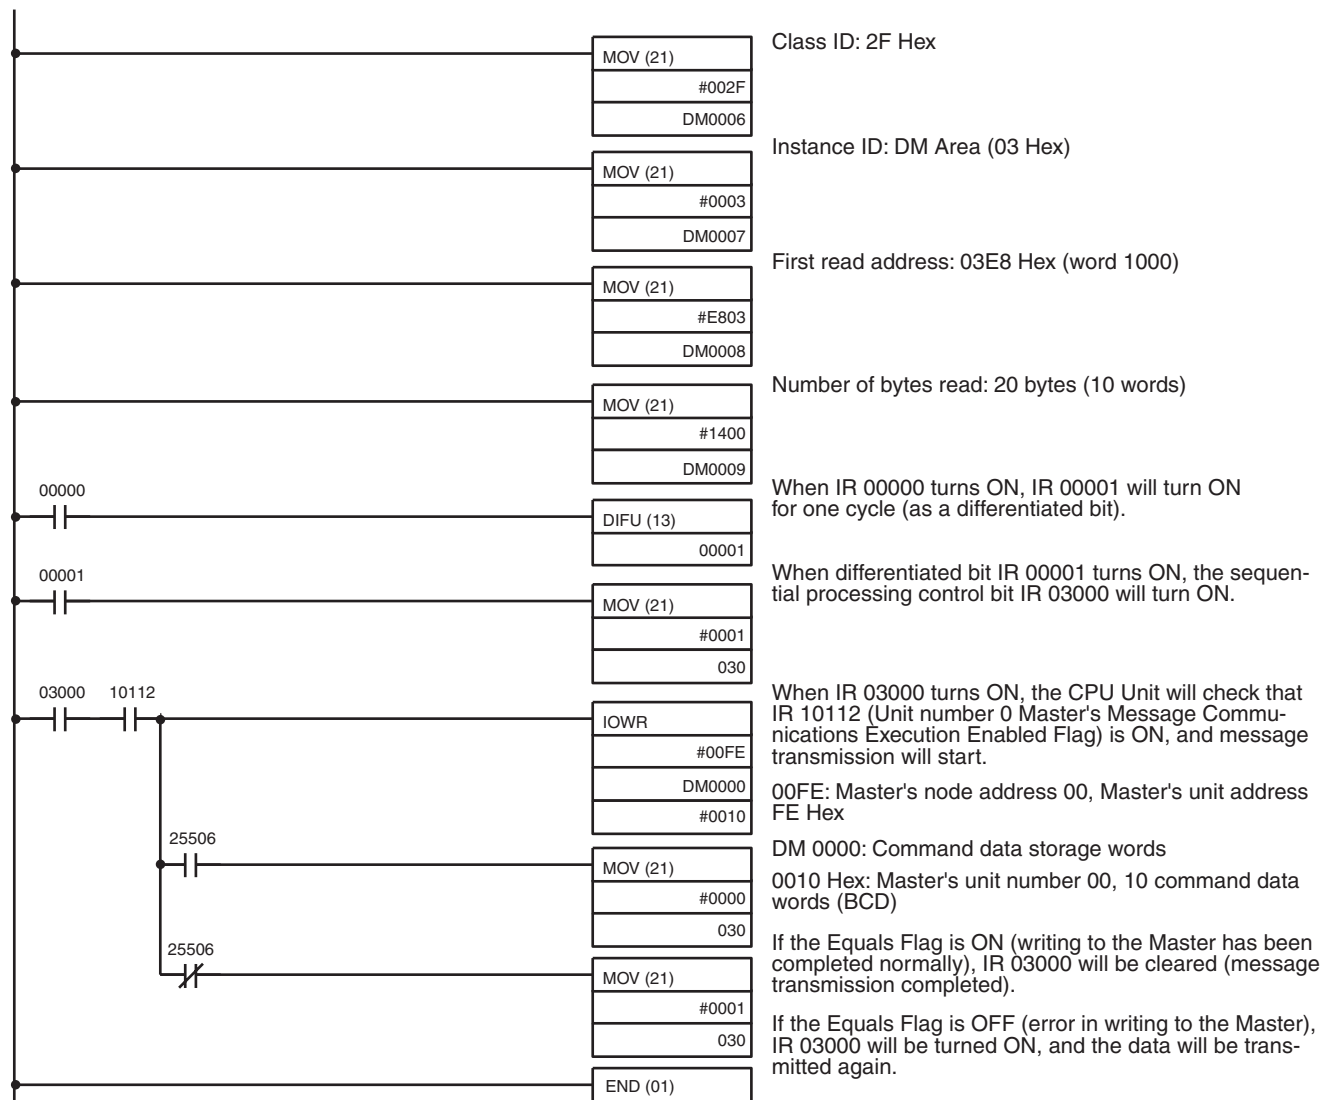 MOV (21)
#002F
DM0006
Class ID: 2F Hex
MOV (21)
#0003
DM0007
Instance ID: DM Area (03 Hex)
MOV (21)
#E803
DM0008
First read address: 03E8 Hex (word 1000)
MOV (21)
#1400
DM0009
Number of bytes read: 20 bytes (10 words)
00000
DIFU (13)
00001
When IR 00000 turns ON, IR 00001 will turn ON
for one cycle (as a differentiated bit).
00001
MOV (21)
#0001
030
When differentiated bit IR 00001 turns ON, the sequen-
tial processing control bit IR 03000 will turn ON.
03000 10112
IOWR
#00FE
DM0000
#0010
When IR 03000 turns ON, the CPU Unit will check that
IR 10112 (Unit number 0 Master's Message Commu-
nications Execution Enabled Flag) is ON, and message
transmission will start.
00FE: Master's node address 00, Master's unit address
FE Hex
DM 0000: Command data storage words
0010 Hex: Master's unit number 00, 10 command data
words (BCD)
25506
MOV (21)
#0000
030
If the Equals Flag is ON (writing to the Master has been
completed normally), IR 03000 will be cleared (message
transmission completed).
25506
MOV (21)
#0001
030
If the Equals Flag is OFF (error in writing to the Master),
IR 03000 will be turned ON, and the data will be trans-
mitted again.
END (01)